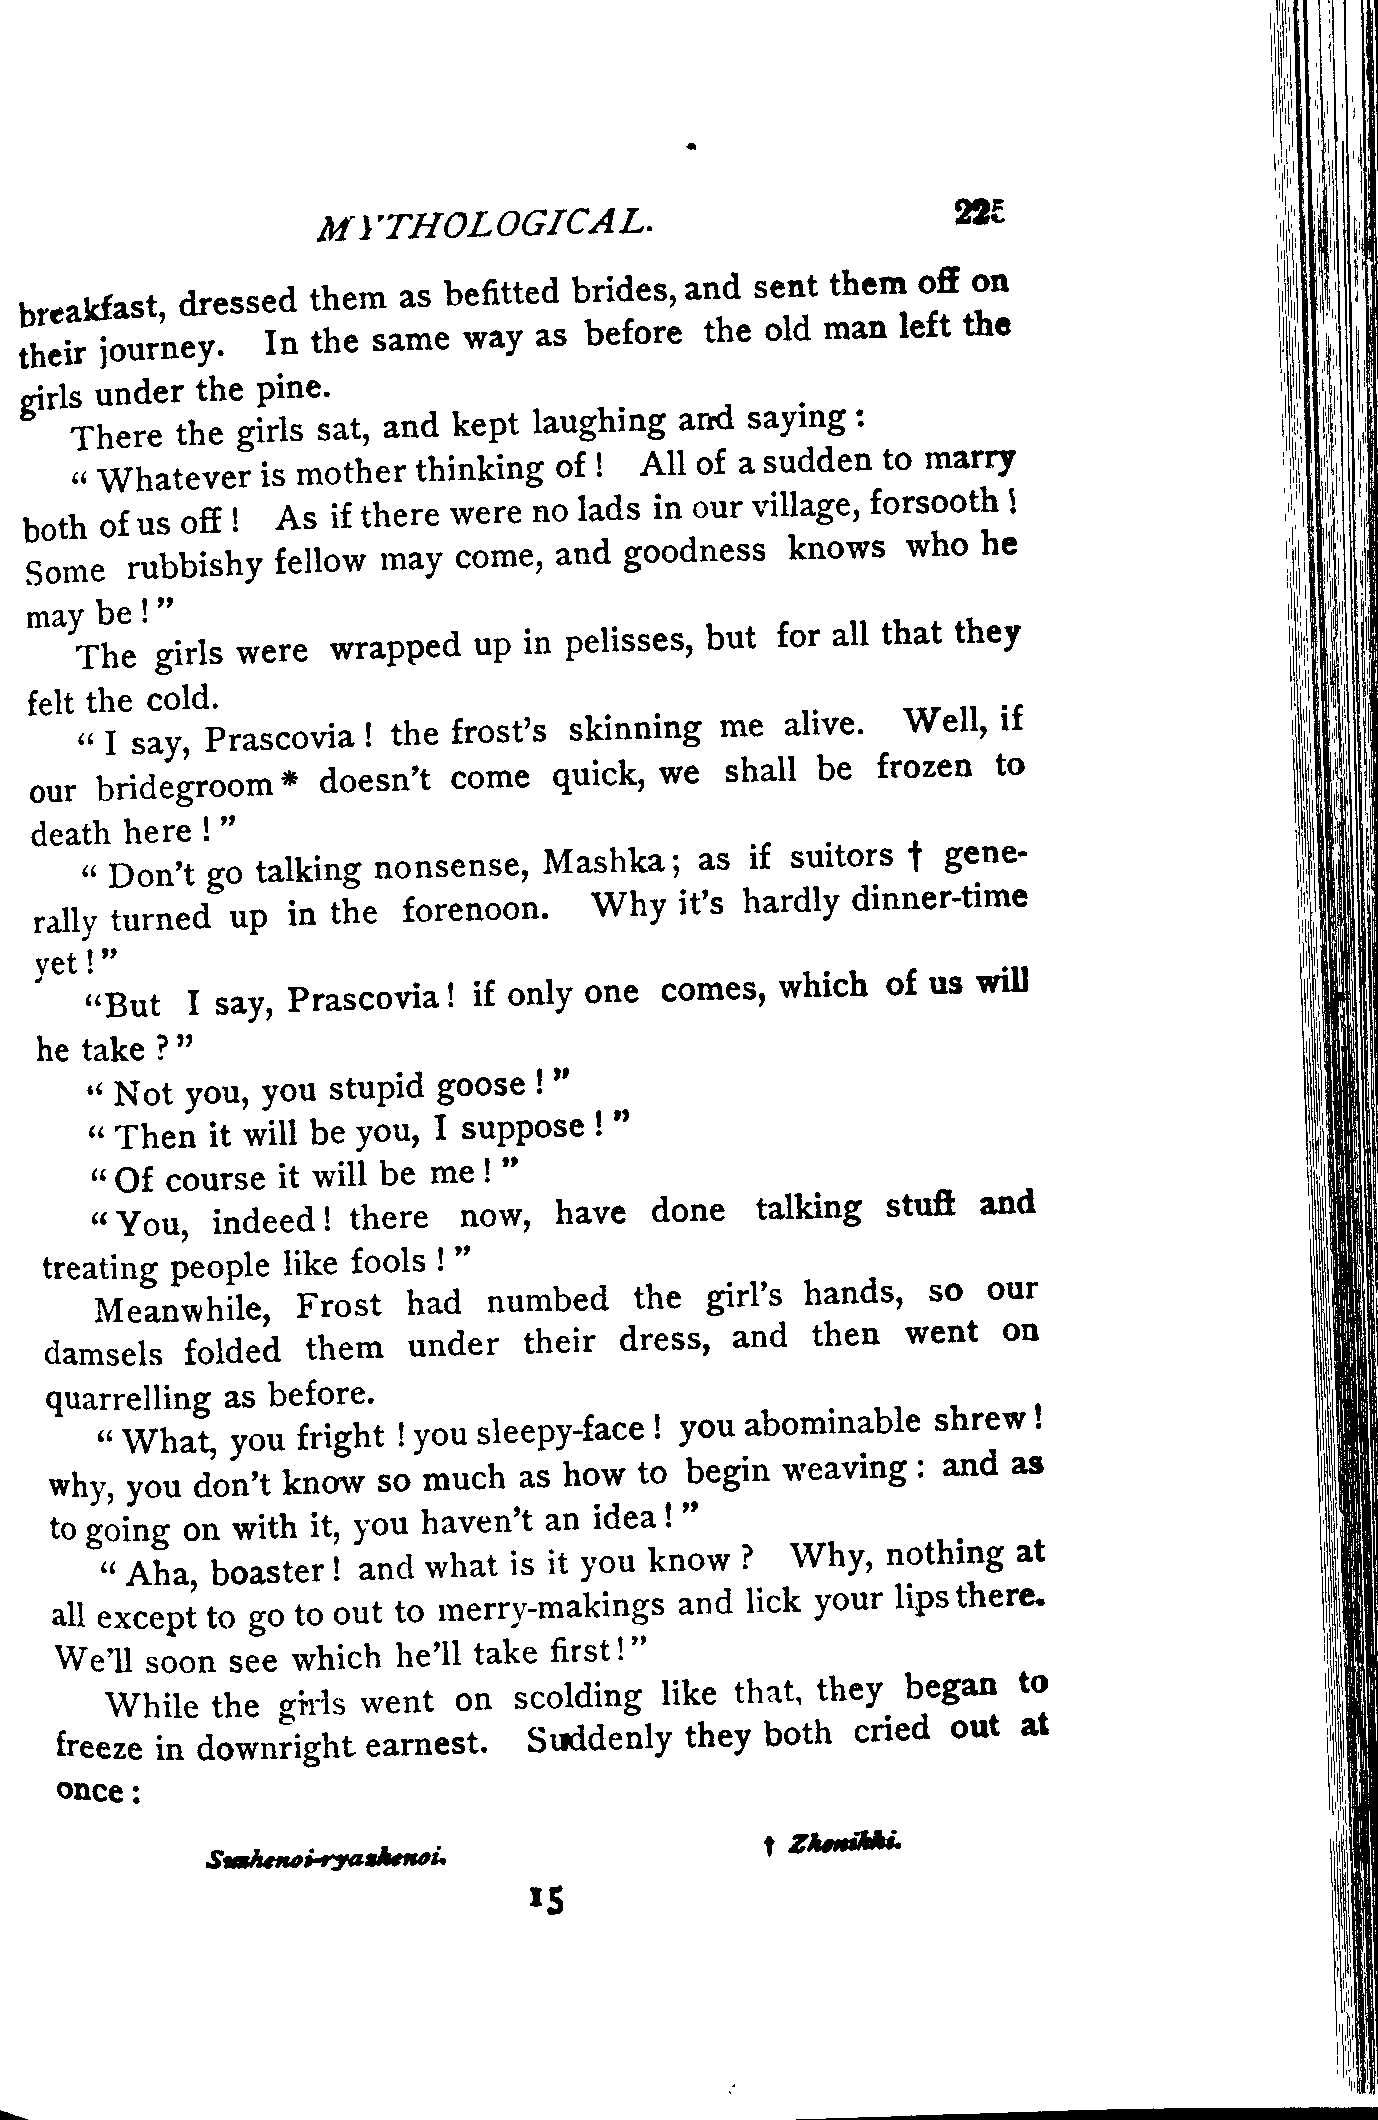 MYTHOLOGICAL. 225
breakfast, dressed them as befitted brides, and sent them off on
their journey. In the same way as before the old man left the
girls under the pine.
There the girls sat, and kept laughing and saying :
“ Whatever is mother thinking of ! All of a sudden to marry
both of us off ! As if there were no lads in our village, forsooth !
Some rubbishy fellow may come, and goodness knows who he
may be ! ”
The girls were wrapped up in pelisses, but for all that they
felt the cold.
“ I say, Prascovia ! the frost’s skinning me alive. Well, if
our bridegroom * doesn’t come quick, we shall be frozen to
death here ! ”
“ Don’t go talking nonsense, Mashka ; as if suitors † gene-
rally turned up in the forenoon. Why it’s hardly dinner-time
yet ! ”
“But I say, Prascovia ! if only one comes, which of us will
he take ? ”
“ Not you, you stupid goose ! ”
“ Then it will be you, I suppose ! ”
“ Of course it will be me ! ”
“ You, indeed ! there now, have done talking stuff and
treating people like fools ! ”
Meanwhile, Frost had numbed the girl’s hands, so our
damsels folded them under their dress, and then went on
quarrelling as before.
“ What, you fright ! you sleepy-face ! you abominable shrew !
why, you don’t know so much as how to begin weaving : and as
to going on with it, you haven’t an idea ! ”
“ Aha, boaster ! and what is it you know ? Why, nothing at
all except to go to out to merry-makings and lick your lips there.
We’ll soon see which he’ll take first ! ”
While the girls went on scolding like that, they began to
freeze in downright earnest. Suddenly they both cried out at
once :
Suzhenoi-ryazhenoi. † Zhenikhi.
15